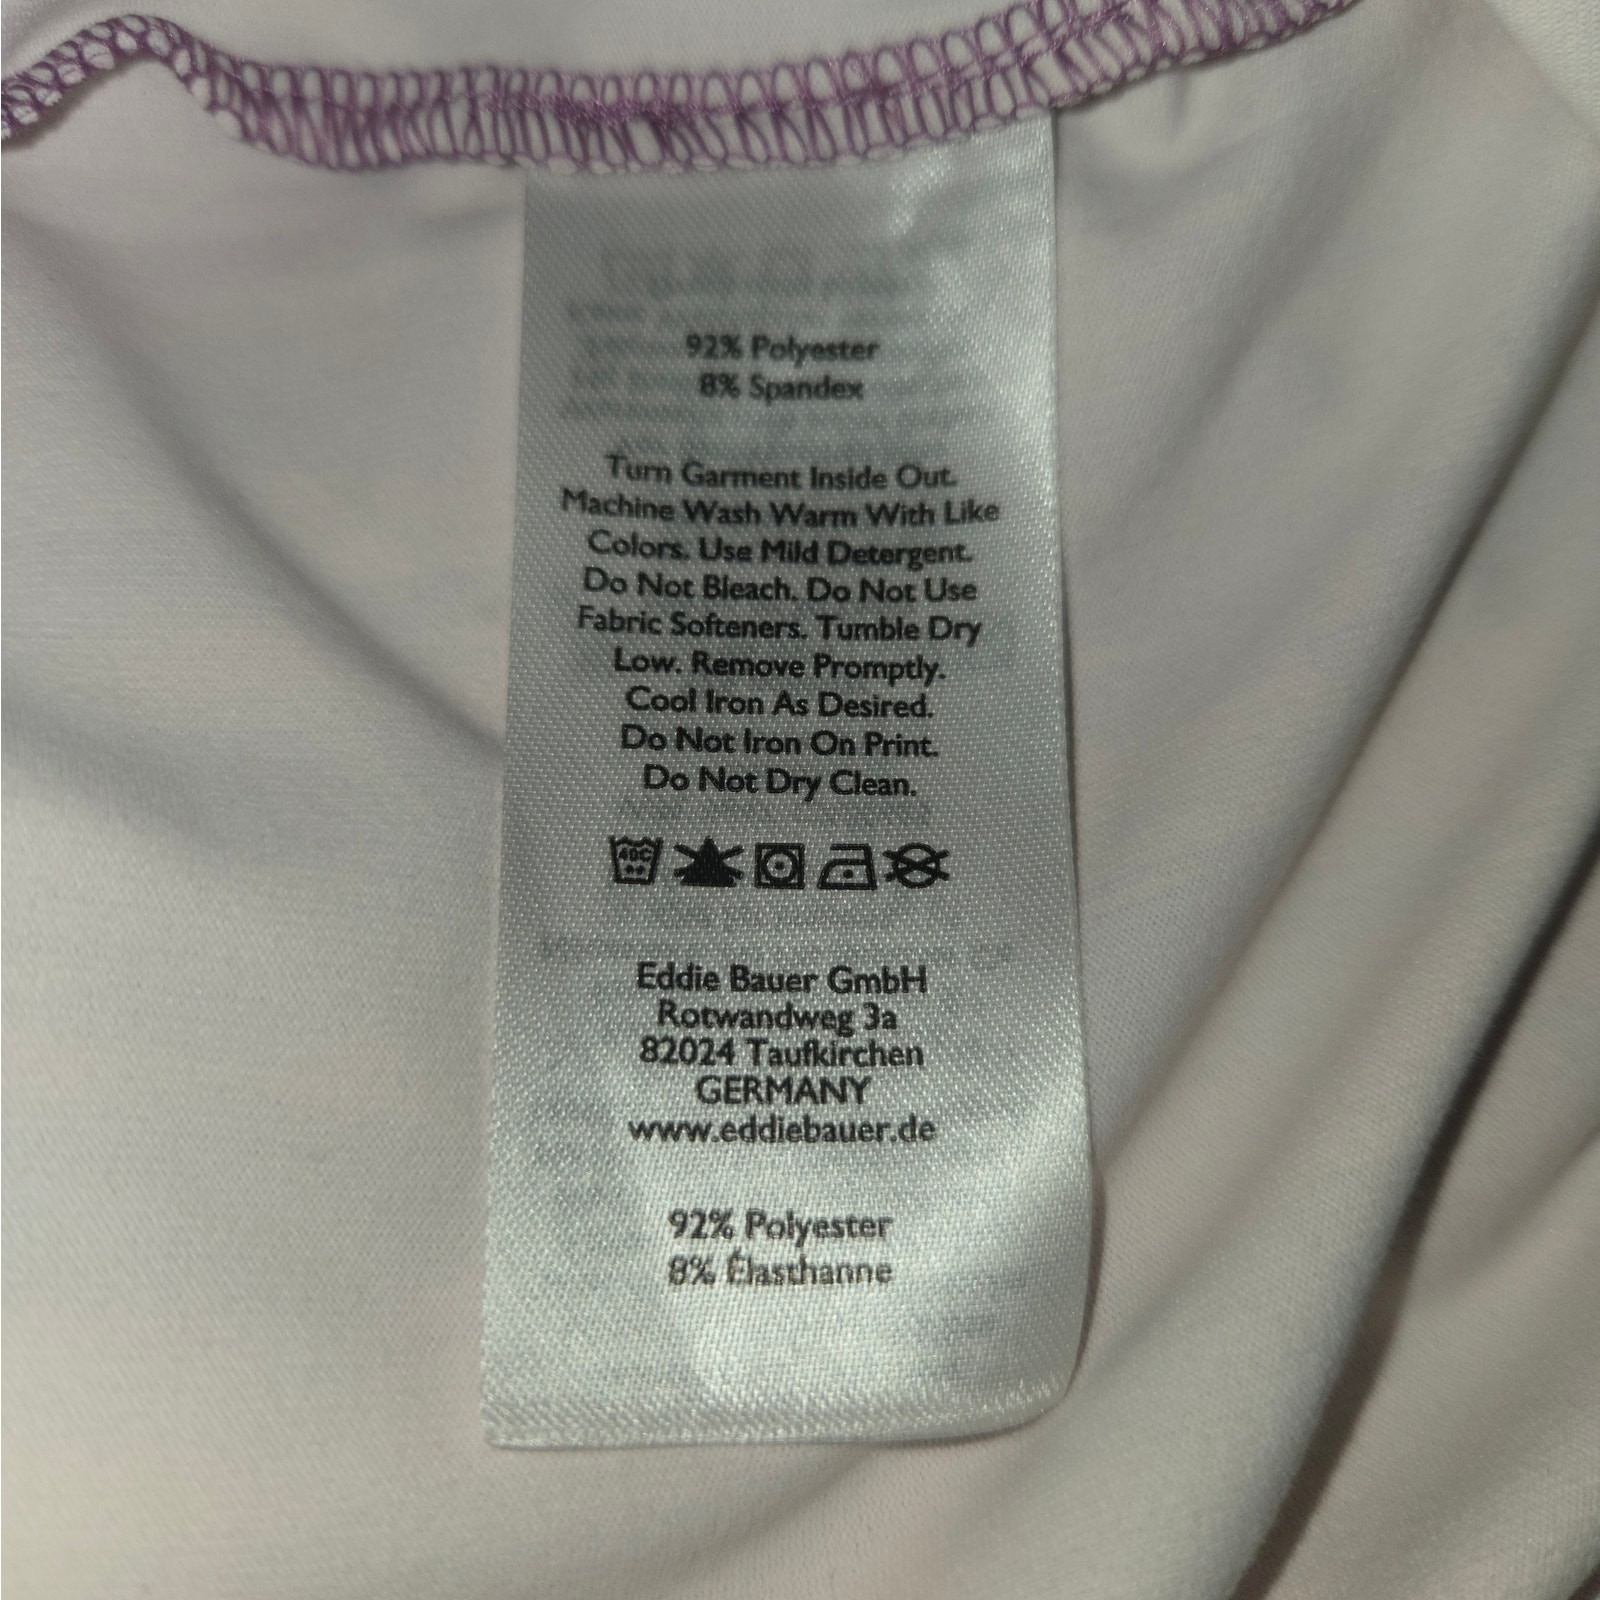 92% Polyester
8% Spandex
Turn Garment Inside Out.
Machine Wash Warm With Like
Colors. Use Mild Detergent.
Do Not Bleach. Do Not Use
Fabric Softeners. Tumble Dry
Low. Remove Promptly.
Cool Iron As Desired.
Do Not Iron On Print.
Do Not Dry Clean.
40C
Eddie Bauer GmbH
Rotwandweg 3a
82024 Taufkirchen
GERMANY
www.eddiebauer.de
92% Polyester
8% Élasthanne